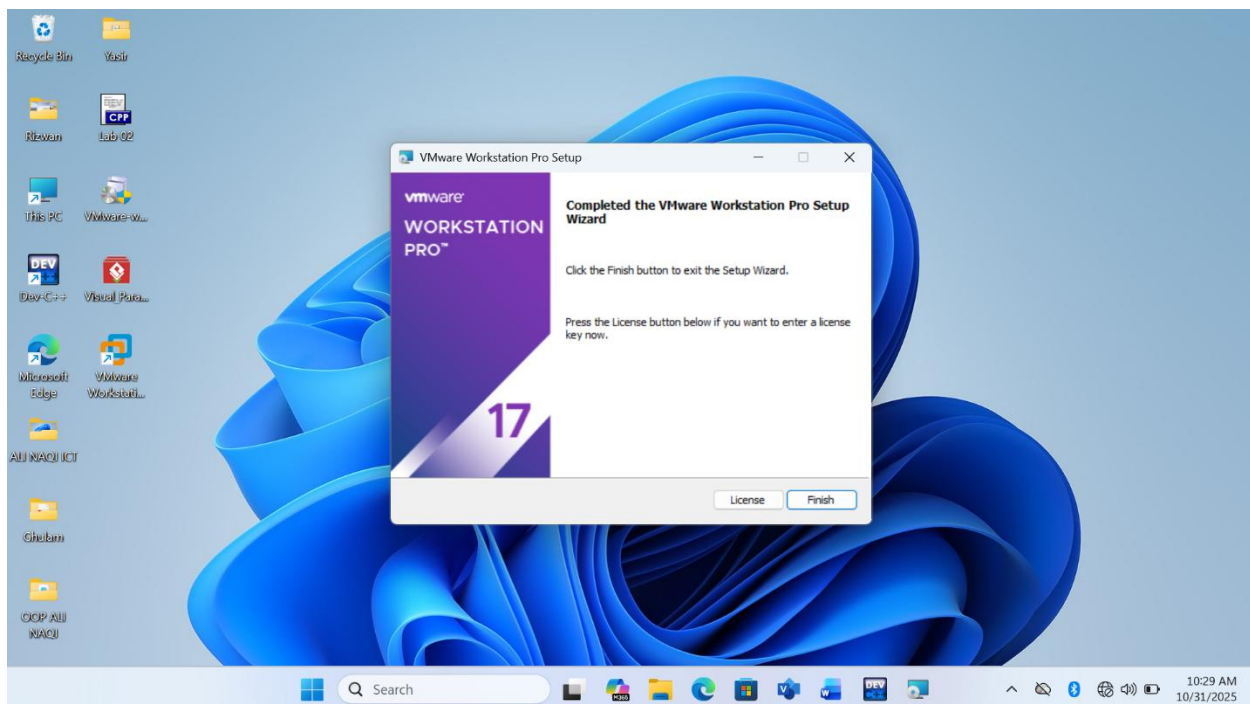 Recycle Bin
Yasir
Rizwan
CPP
Lab 02
This PC
VMware-w...
DEV
Dev-C++
Visual_Para...
Microsoft
Edge
VMware
Workstati...
ALI NAQI ICT
Ghulam
OOP ALI
NAQI
VMware Workstation Pro Setup
vmware®
WORKSTATION
PRO™
17
Completed the VMware Workstation Pro Setup
Wizard
Click the Finish button to exit the Setup Wizard.
Press the License button below if you want to enter a license
key now.
License
Finish
Search
M365
DEV
10:29 AM
10/31/2025